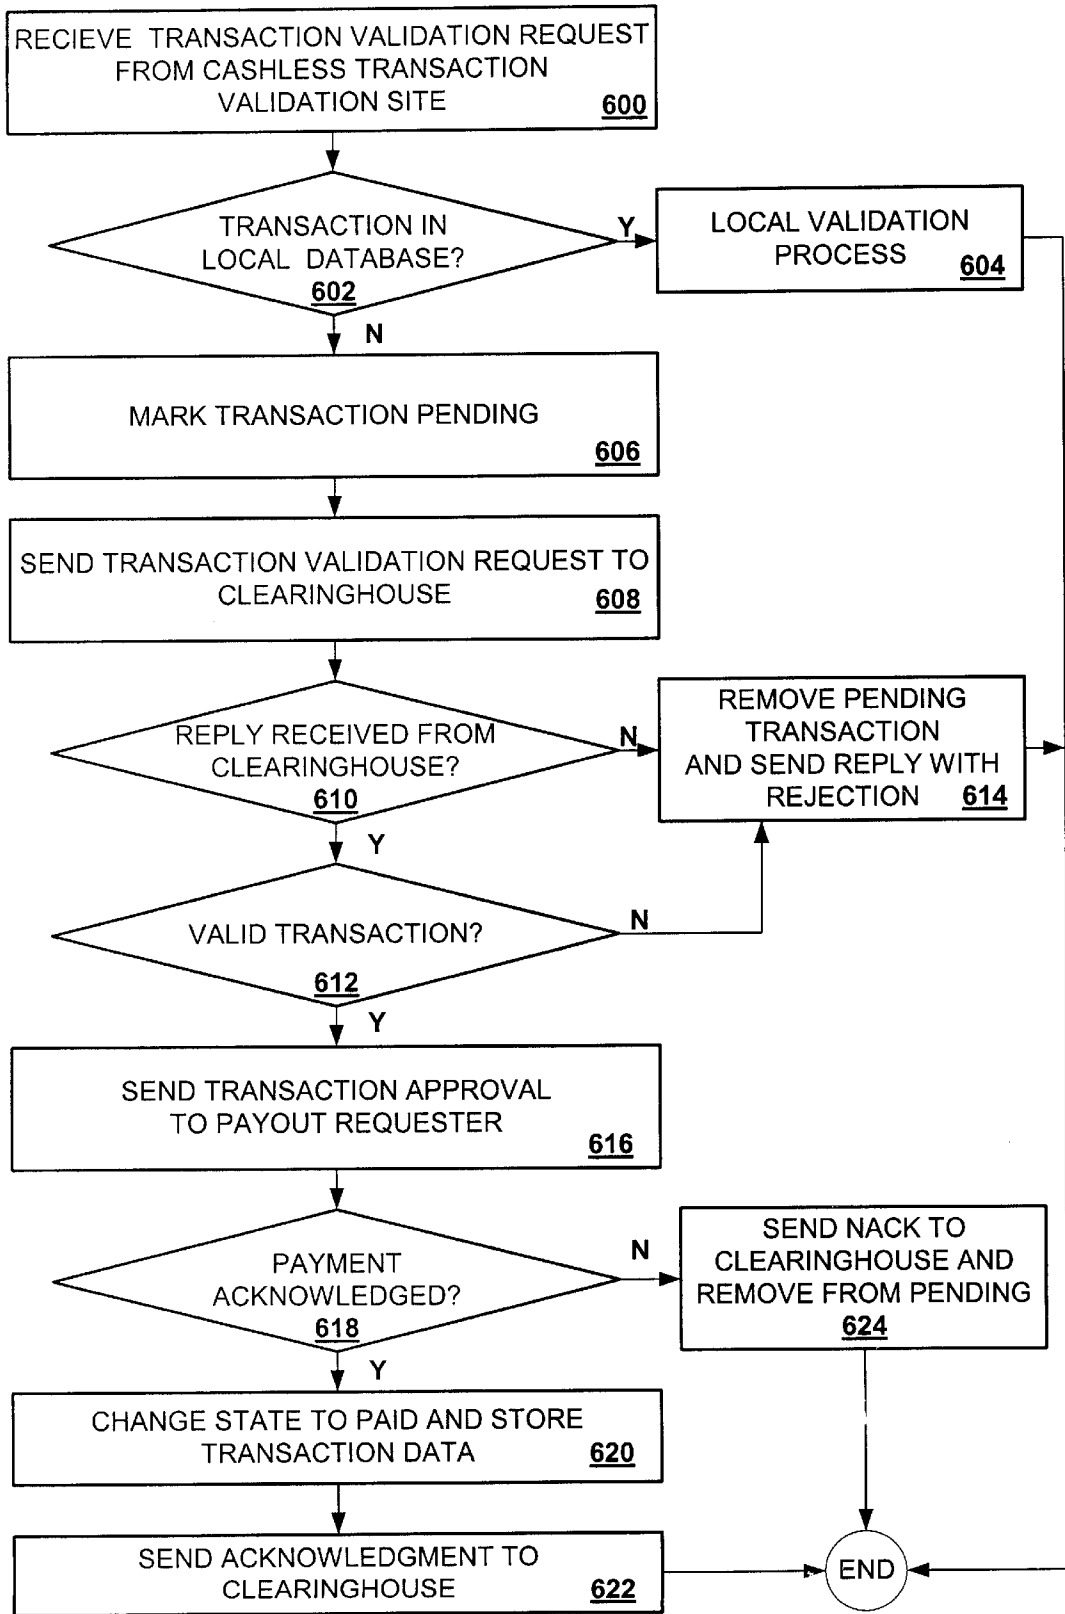 RECIEVE TRANSACTION VALIDATION REQUEST
FROM CASHLESS TRANSACTION
VALIDATION SITE
600
TRANSACTION IN
LOCAL DATABASE?
602
Y
LOCAL VALIDATION
PROCESS
604
N
MARK TRANSACTION PENDING
606
SEND TRANSACTION VALIDATION REQUEST TO
CLEARINGHOUSE
608
REPLY RECEIVED FROM
CLEARINGHOUSE?
610
N
REMOVE PENDING
TRANSACTION
AND SEND REPLY WITH
REJECTION
614
Y
VALID TRANSACTION?
612
N
Y
SEND TRANSACTION APPROVAL
TO PAYOUT REQUESTER
616
PAYMENT
ACKNOWLEDGED?
618
N
SEND NACK TO
CLEARINGHOUSE AND
REMOVE FROM PENDING
624
Y
CHANGE STATE TO PAID AND STORE
TRANSACTION DATA
620
SEND ACKNOWLEDGMENT TO
CLEARINGHOUSE
622
END